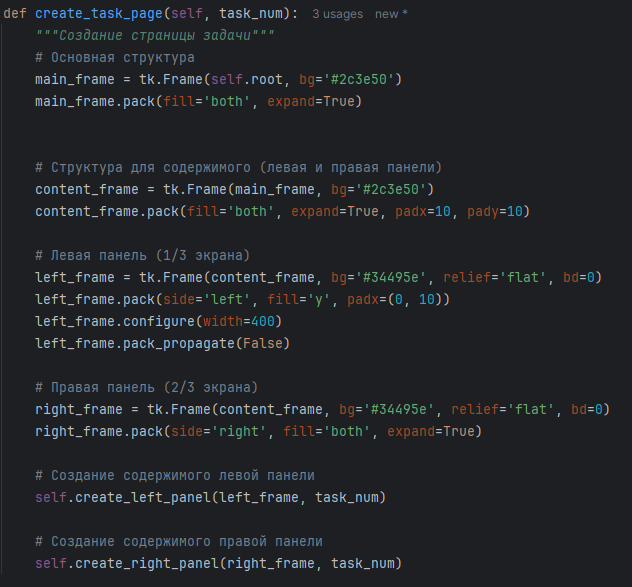 def create_task_page(self, task_num):  3 usages  new *
    """Создание страницы задачи"""
    # Основная структура
    main_frame = tk.Frame(self.root, bg='#2c3e50')
    main_frame.pack(fill='both', expand=True)

    # Структура для содержимого (левая и правая панели)
    content_frame = tk.Frame(main_frame, bg='#2c3e50')
    content_frame.pack(fill='both', expand=True, padx=10, pady=10)

    # Левая панель (1/3 экрана)
    left_frame = tk.Frame(content_frame, bg='#34495e', relief='flat', bd=0)
    left_frame.pack(side='left', fill='y', padx=(0, 10))
    left_frame.configure(width=400)
    left_frame.pack_propagate(False)

    # Правая панель (2/3 экрана)
    right_frame = tk.Frame(content_frame, bg='#34495e', relief='flat', bd=0)
    right_frame.pack(side='right', fill='both', expand=True)

    # Создание содержимого левой панели
    self.create_left_panel(left_frame, task_num)

    # Создание содержимого правой панели
    self.create_right_panel(right_frame, task_num)